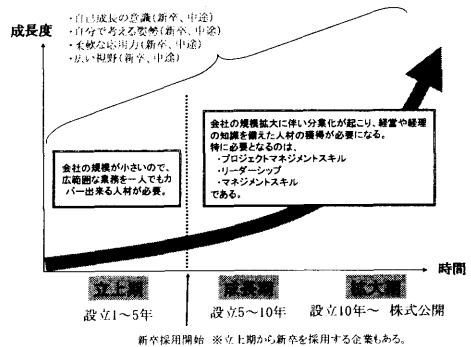 ・自己成長の意識(新卒、中途)
・自分で考える姿勢(新卒、中途)
・柔軟な応用力(新卒、中途)
・広い視野(新卒、中途)
成長度
会社の規模が小さいので、
広範囲な業務を一人でもカ
バー出来る人材が必要。
会社の規模拡大に伴い分業化が起こり、経営や経理
の知識を備えた人材の獲得が必要になる。
特に必要となるのは、
・プロジェクトマネジメントスキル
・リーダーシップ
・マネジメントスキル
である。
時間
立上期
成長期
拡大期
設立1～5年
設立5～10年
設立10年～ 株式公開
新卒採用開始 ※立上期から新卒を採用する企業もある。